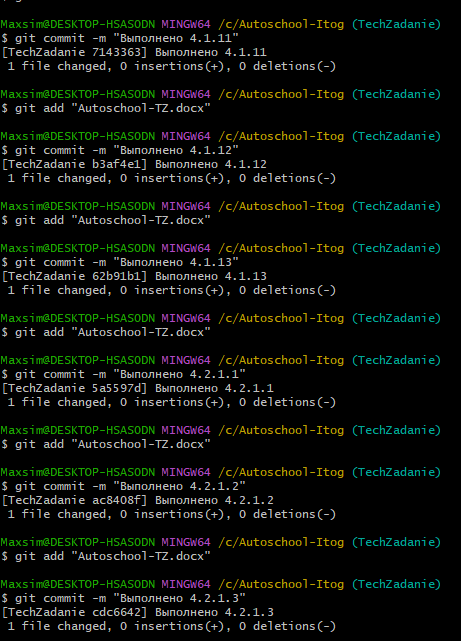 Maxsim@DESKTOP-HSASODN MINGW64 /c/Autoschool-Itog (TechZadanie)
$ git commit -m "Выполнено 4.1.11"
[TechZadanie 7143363] Выполнено 4.1.11
1 file changed, 0 insertions(+), 0 deletions(-)
Maxsim@DESKTOP-HSASODN MINGW64 /c/Autoschool-Itog (TechZadanie)
$ git add "Autoschool-TZ.docx"
Maxsim@DESKTOP-HSASODN MINGW64 /c/Autoschool-Itog (TechZadanie)
$ git commit -m "Выполнено 4.1.12"
[TechZadanie b3af4e1] Выполнено 4.1.12
1 file changed, 0 insertions(+), 0 deletions(-)
Maxsim@DESKTOP-HSASODN MINGW64 /c/Autoschool-Itog (TechZadanie)
$ git add "Autoschool-TZ.docx"
Maxsim@DESKTOP-HSASODN MINGW64 /c/Autoschool-Itog (TechZadanie)
$ git commit -m "Выполнено 4.1.13"
[TechZadanie 62b91b1] Выполнено 4.1.13
1 file changed, 0 insertions(+), 0 deletions(-)
Maxsim@DESKTOP-HSASODN MINGW64 /c/Autoschool-Itog (TechZadanie)
$ git add "Autoschool-TZ.docx"
Maxsim@DESKTOP-HSASODN MINGW64 /c/Autoschool-Itog (TechZadanie)
$ git commit -m "Выполнено 4.2.1.1"
[TechZadanie 5a5597d] Выполнено 4.2.1.1
1 file changed, 0 insertions(+), 0 deletions(-)
Maxsim@DESKTOP-HSASODN MINGW64 /c/Autoschool-Itog (TechZadanie)
$ git add "Autoschool-TZ.docx"
Maxsim@DESKTOP-HSASODN MINGW64 /c/Autoschool-Itog (TechZadanie)
$ git commit -m "Выполнено 4.2.1.2"
[TechZadanie ac8408f] Выполнено 4.2.1.2
1 file changed, 0 insertions(+), 0 deletions(-)
Maxsim@DESKTOP-HSASODN MINGW64 /c/Autoschool-Itog (TechZadanie)
$ git add "Autoschool-TZ.docx"
Maxsim@DESKTOP-HSASODN MINGW64 /c/Autoschool-Itog (TechZadanie)
$ git commit -m "Выполнено 4.2.1.3"
[TechZadanie cdc6642] Выполнено 4.2.1.3
1 file changed, 0 insertions(+), 0 deletions(-)